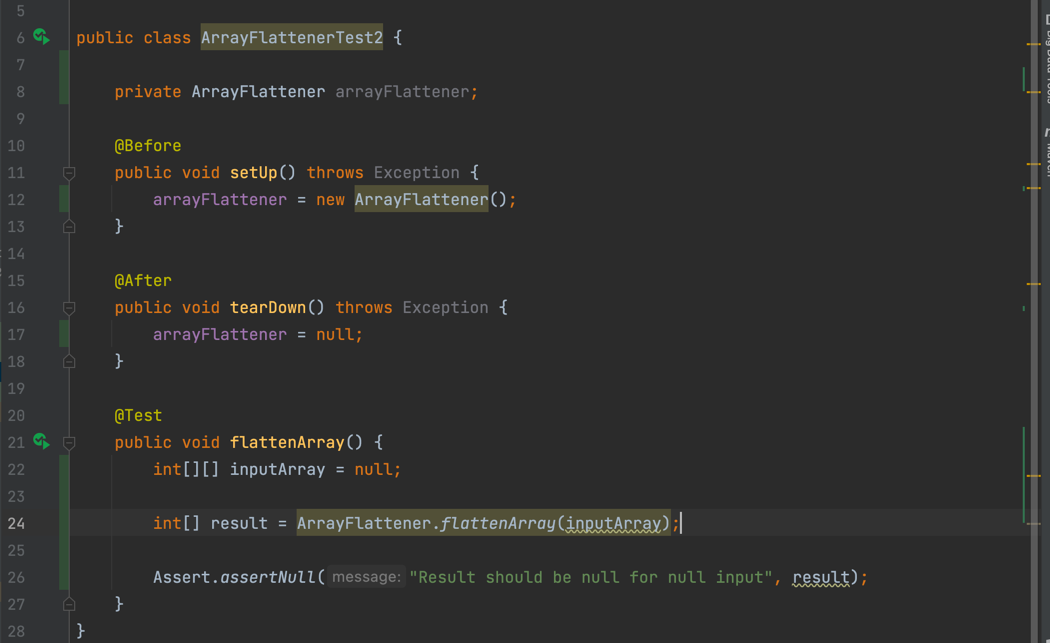 5
6 public class ArrayFlattenerTest2 {
7
8 private ArrayFlattener arrayFlattener;
9
10 @Before
11 public void setUp() throws Exception {
12 arrayFlattener = new ArrayFlattener();
13 }
14
15 @After
16 public void tearDown() throws Exception {
17 arrayFlattener = null;
18 }
19
20 @Test
21 public void flattenArray() {
22 int[][] inputArray = null;
23
24 int[] result = ArrayFlattener.flattenArray(inputArray);
25
26 Assert.assertNull( message: "Result should be null for null input", result);
27 }
28 }